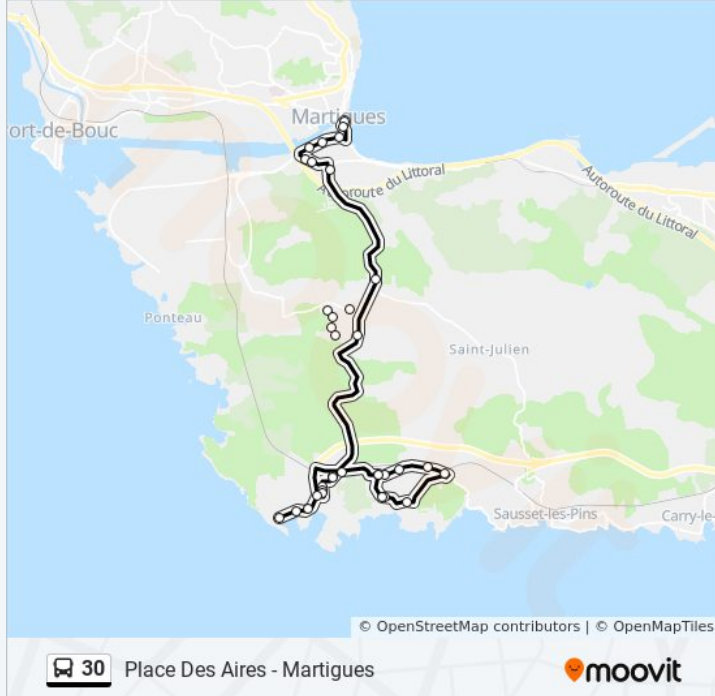 Martigues
ort-de-Bouc
Autoroute du Littoral
Autoroute du Littoral
Ponteau
Saint-Julien
Sausset-les-Pins
Carry-le-
© OpenStreetMap contributors | © OpenMapTiles
30 Place Des Aires - Martigues
moovit